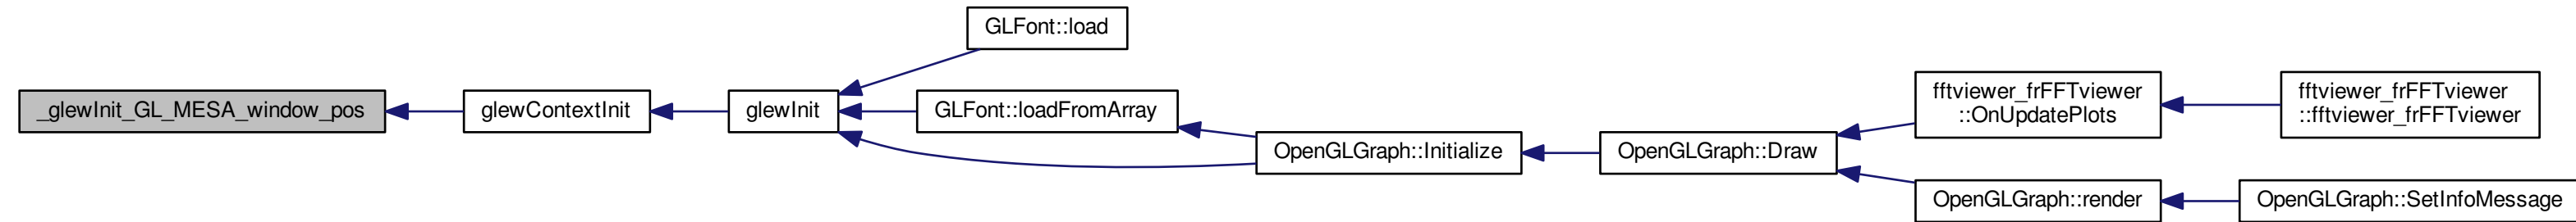 GLFont::load
_glewInit_GL_MESA_window_pos
glewContextInit
glewInit
GLFont::loadFromArray
OpenGLGraph::Initialize
OpenGLGraph::Draw
fftviewer_frFFTviewer
::OnUpdatePlots
fftviewer_frFFTviewer
::fftviewer_frFFTviewer
OpenGLGraph::render
OpenGLGraph::SetInfoMessage